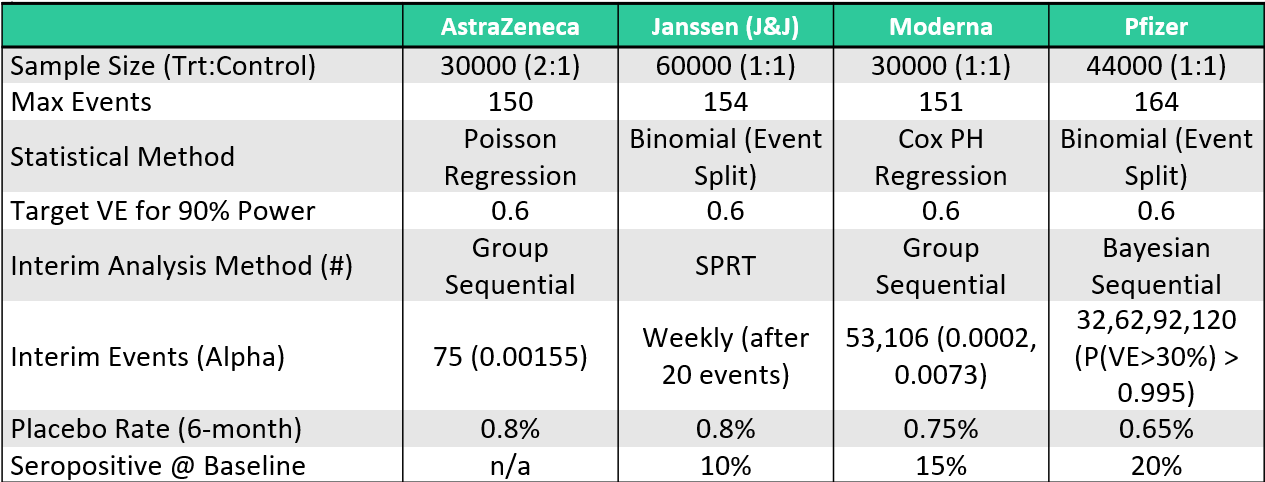 AstraZeneca Janssen (J&J) Moderna Pfizer
Sample Size (Trt:Control) 30000 (2:1) 60000 (1:1) 30000 (1:1) 44000 (1:1)
Max Events 150 154 151 164
Statistical Method Poisson Regression Binomial (Event Split) Cox PH Regression Binomial (Event Split)
Target VE for 90% Power 0.6 0.6 0.6 0.6
Interim Analysis Method (#) Group Sequential SPRT Group Sequential Bayesian Sequential
Interim Events (Alpha) 75 (0.00155) Weekly (after 20 events) 53,106 (0.0002, 0.0073) 32,62,92,120 (P(VE>30%) > 0.995)
Placebo Rate (6-month) 0.8% 0.8% 0.75% 0.65%
Seropositive @ Baseline n/a 10% 15% 20%